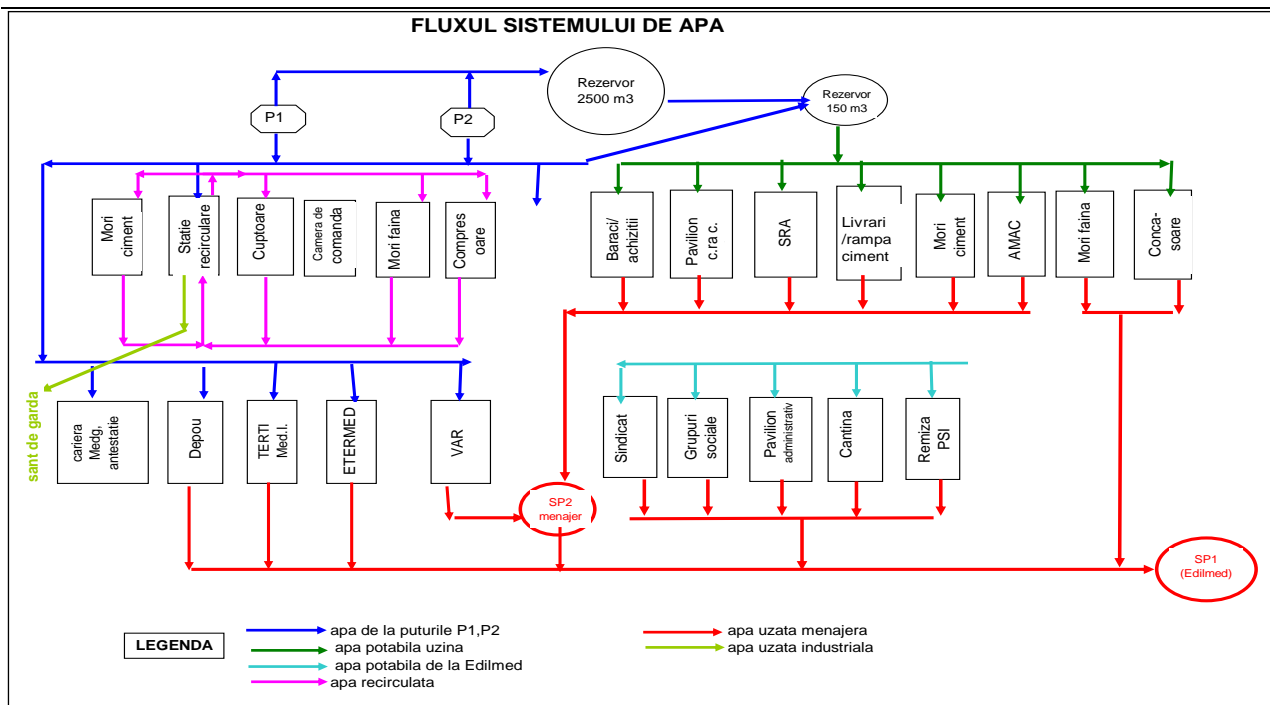 FLUXUL SISTEMULUI DE APA
Rezervor
2500 m3
Rezervor
150 m3
P1
P2
Mori
ciment
Statie
recirculare
Cuptoare
Camera de
comanda
Mori faina
Compres
oare
Baraci/
achizitii
Pavilion
c.ra c.
SRA
Livrari
/rampa
ciment
Mori
ciment
AMAC
Mori faina
Conca-
soare
sant de garda
cariera
Medg,
antestatie
Depou
TERTI
Med.I.
ETERMED
VAR
SP2
menajer
Sindicat
Grupuri
sociale
Pavilion
administrativ
Cantina
Remiza
PSI
SP1
(Edilmed)
LEGENDA
apa de la puturile P1,P2
apa potabila uzina
apa potabila de la Edilmed
apa recirculata
apa uzata menajera
apa uzata industriala